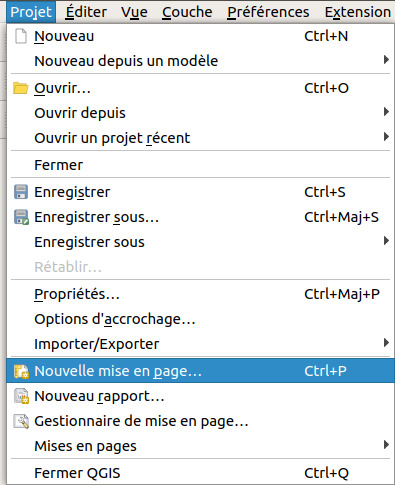 Projet Éditer Vue Couche Préférences Extension
Nouveau Ctrl+N
Nouveau depuis un modèle
Ouvrir… Ctrl+O
Ouvrir depuis
Ouvrir un projet récent
Fermer
Enregistrer Ctrl+S
Enregistrer sous… Ctrl+Maj+S
Enregistrer sous
Rétablir…
Propriétés… Ctrl+Maj+P
Options d'accrochage…
Importer/Exporter
Nouvelle mise en page… Ctrl+P
Nouveau rapport…
Gestionnaire de mise en page…
Mises en pages
Fermer QGIS Ctrl+Q